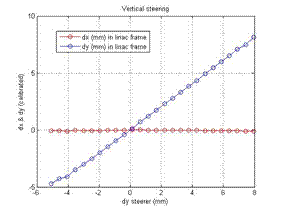 Vertical steering
dx (mm) in linac frame
dy (mm) in linac frame
dx & dy (calibrated)
10
5
0
-5
-6
-4
-2
0
2
4
6
8
dy steerer (mm)